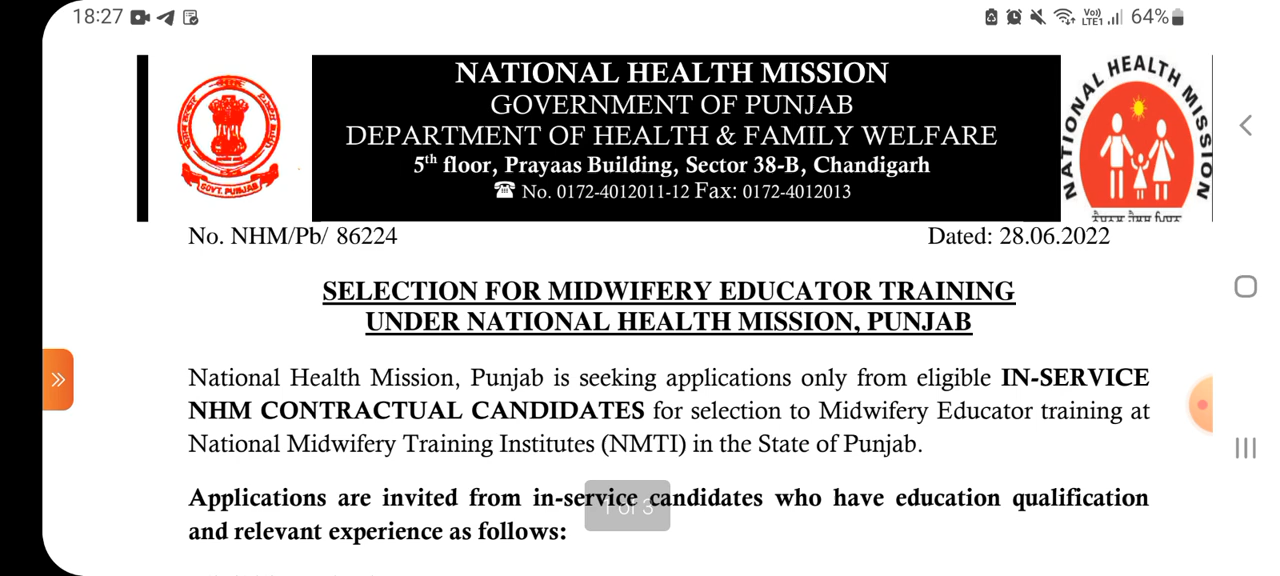 18:27
Vo))
LTE1
64%
NATIONAL HEALTH MISSION
GOVERNMENT OF PUNJAB
DEPARTMENT OF HEALTH & FAMILY WELFARE
5th floor, Prayaas Building, Sector 38-B, Chandigarh
☎ No. 0172-4012011-12 Fax: 0172-4012013
GOVT. PUNJAB
NATIONAL HEALTH MISSION
No. NHM/Pb/ 86224
Dated: 28.06.2022
SELECTION FOR MIDWIFERY EDUCATOR TRAINING
UNDER NATIONAL HEALTH MISSION, PUNJAB
National Health Mission, Punjab is seeking applications only from eligible IN-SERVICE
NHM CONTRACTUAL CANDIDATES for selection to Midwifery Educator training at
National Midwifery Training Institutes (NMTI) in the State of Punjab.
Applications are invited from in-service candidates who have education qualification
and relevant experience as follows:
1 of 3